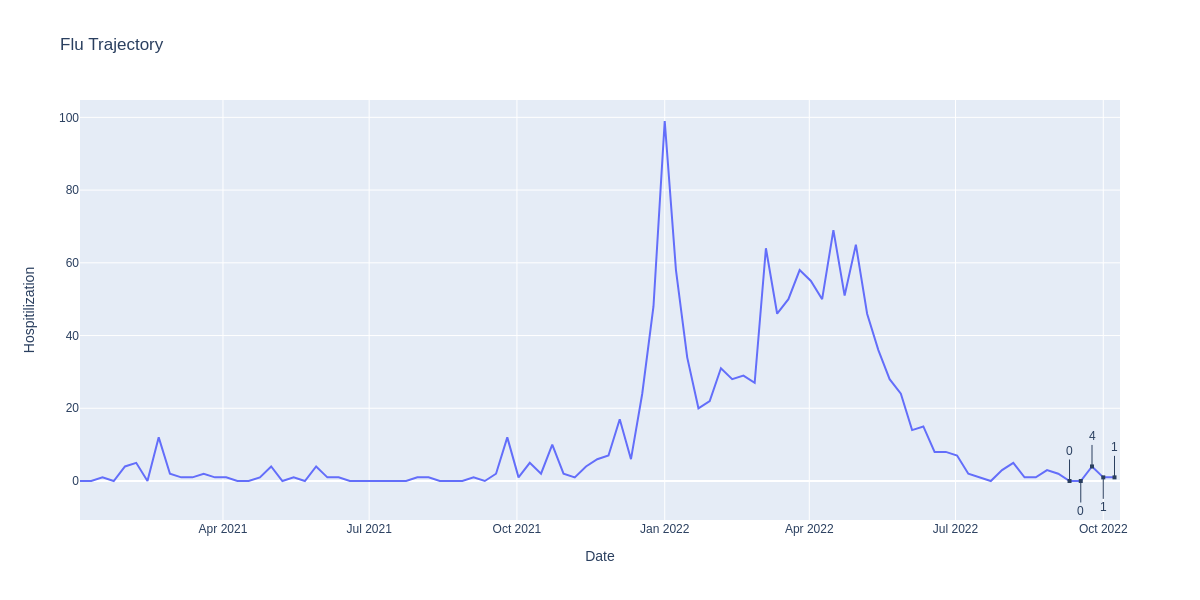 Flu Trajectory
Hospitilization
100
80
60
40
20
0
0
0
4
1
1
Apr 2021
Jul 2021
Oct 2021
Jan 2022
Apr 2022
Jul 2022
Oct 2022
Date